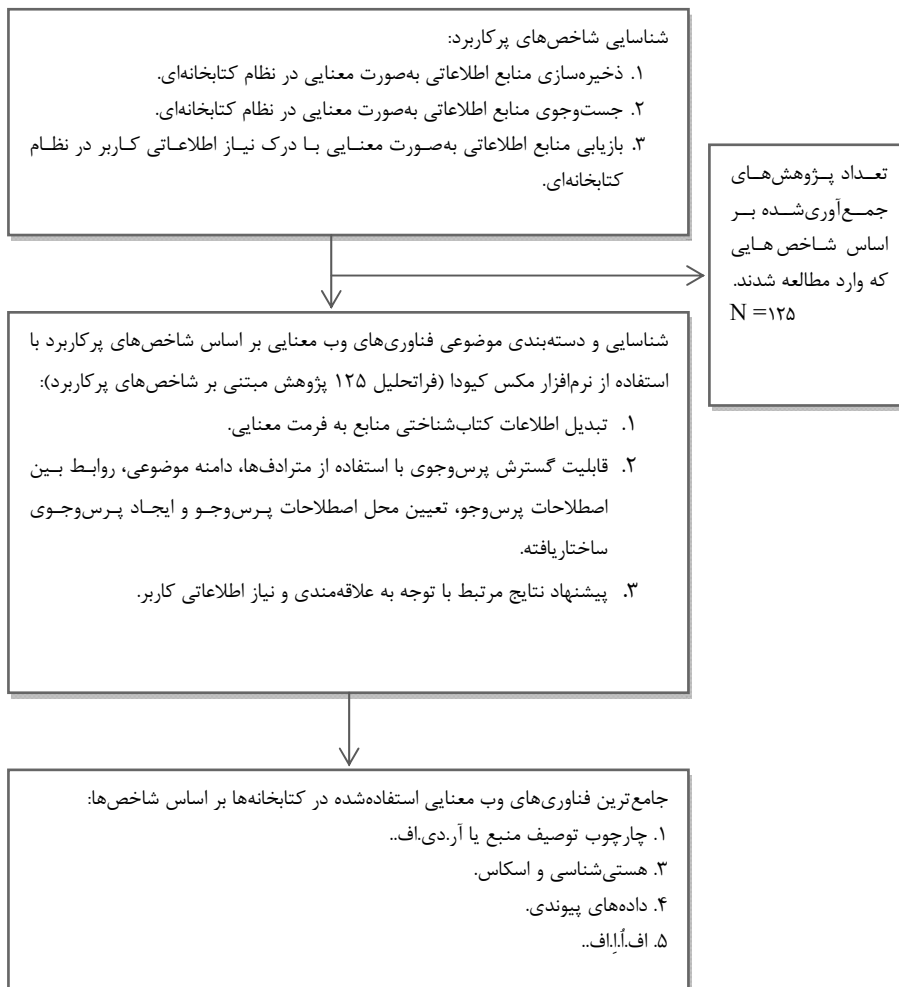 شناسایی شاخص‌های پرکاربرد:
۱. ذخیره‌سازی منابع اطلاعاتی به‌صورت معنایی در نظام کتابخانه‌ای.
۲. جست‌وجوی منابع اطلاعاتی به‌صورت معنایی در نظام کتابخانه‌ای.
۳. بازیابی منابع اطلاعاتی به‌صورت معنایی با درک نیاز اطلاعاتی کاربر در نظام
کتابخانه‌ای.
تعداد پژوهش‌های
جمع‌آوری‌شده بر
اساس شاخص‌هایی
که وارد مطالعه شدند.
N =۱۲۵
شناسایی و دسته‌بندی موضوعی فناوری‌های وب معنایی بر اساس شاخص‌های پرکاربرد با
استفاده از نرم‌افزار مکس کیودا (فراتحلیل ۱۲۵ پژوهش مبتنی بر شاخص‌های پرکاربرد):
۱. تبدیل اطلاعات کتاب‌شناختی منابع به فرمت معنایی.
۲. قابلیت گسترش پرس‌وجوی با استفاده از مترادف‌ها، دامنه موضوعی، روابط بین
اصطلاحات پرس‌وجو، تعیین محل اصطلاحات پرس‌وجو و ایجاد پرس‌وجوی
ساختاریافته.
۳. پیشنهاد نتایج مرتبط با توجه به علاقه‌مندی و نیاز اطلاعاتی کاربر.
جامع‌ترین فناوری‌های وب معنایی استفاده‌شده در کتابخانه‌ها بر اساس شاخص‌ها:
۱. چارچوب توصیف منبع یا آر.دی.اف..
۳. هستی‌شناسی و اسکاس.
۴. داده‌های پیوندی.
۵. اف.اُ.اِ.اف..